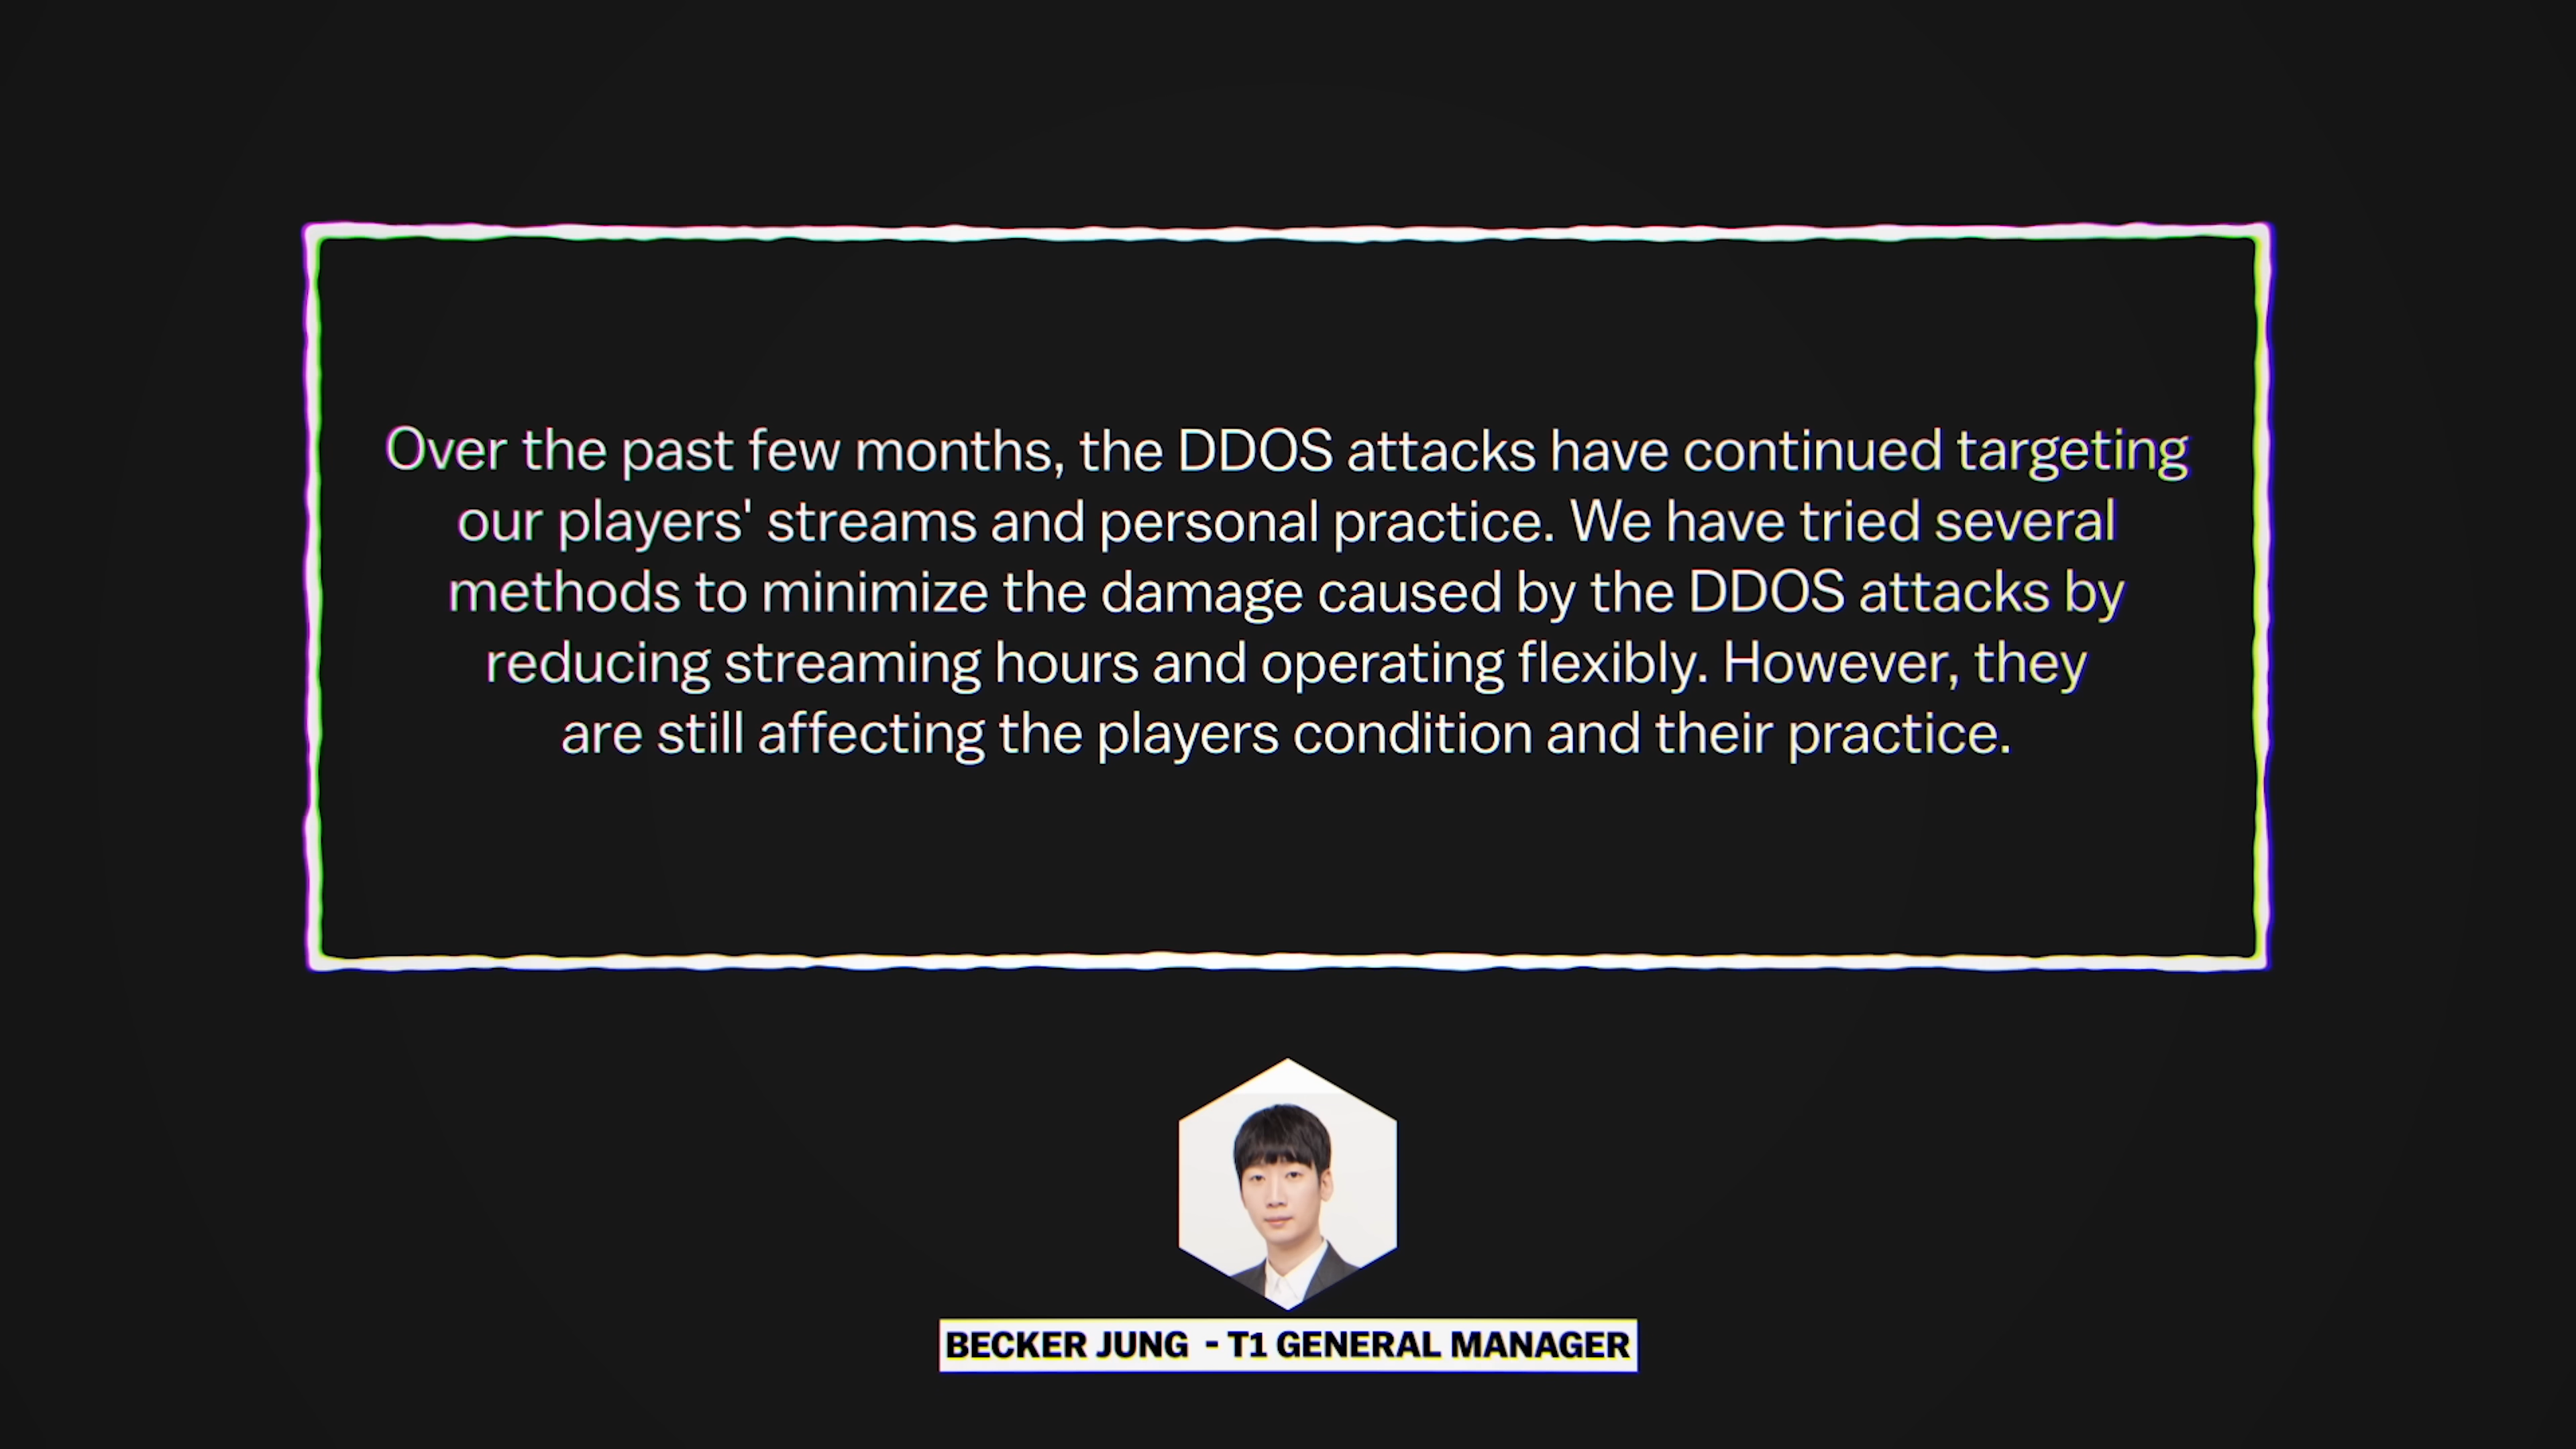 Over the past few months, the DDOS attacks have continued targeting
our players' streams and personal practice. We have tried several
methods to minimize the damage caused by the DDOS attacks by
reducing streaming hours and operating flexibly. However, they
are still affecting the players condition and their practice.
BECKER JUNG - T1 GENERAL MANAGER